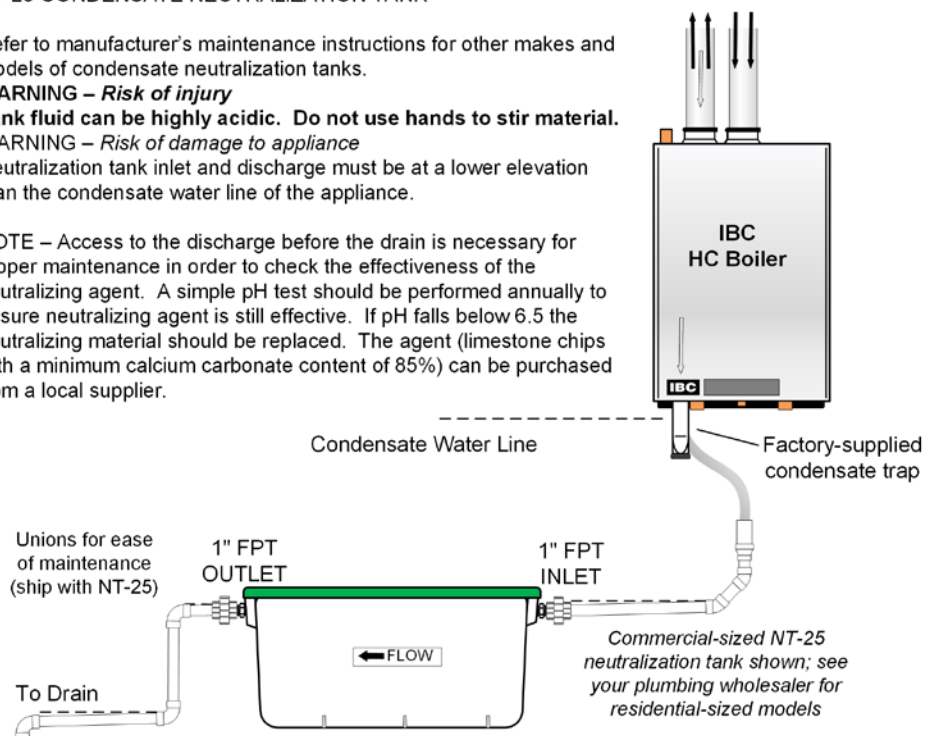 25 CONDENSATE NEUTRALIZATION TANK
efer to manufacturer's maintenance instructions for other makes and
odels of condensate neutralization tanks.
ARNING – Risk of injury
nk fluid can be highly acidic. Do not use hands to stir material.
ARNING – Risk of damage to appliance
eutralization tank inlet and discharge must be at a lower elevation
an the condensate water line of the appliance.
OTE – Access to the discharge before the drain is necessary for
oper maintenance in order to check the effectiveness of the
utralizing agent. A simple pH test should be performed annually to
sure neutralizing agent is still effective. If pH falls below 6.5 the
utralizing material should be replaced. The agent (limestone chips
th a minimum calcium carbonate content of 85%) can be purchased
om a local supplier.
IBC
HC Boiler
IBC
Condensate Water Line
Factory-supplied
condensate trap
Unions for ease
of maintenance
(ship with NT-25)
1" FPT
OUTLET
1" FPT
INLET
FLOW
Commercial-sized NT-25
neutralization tank shown; see
your plumbing wholesaler for
residential-sized models
To Drain